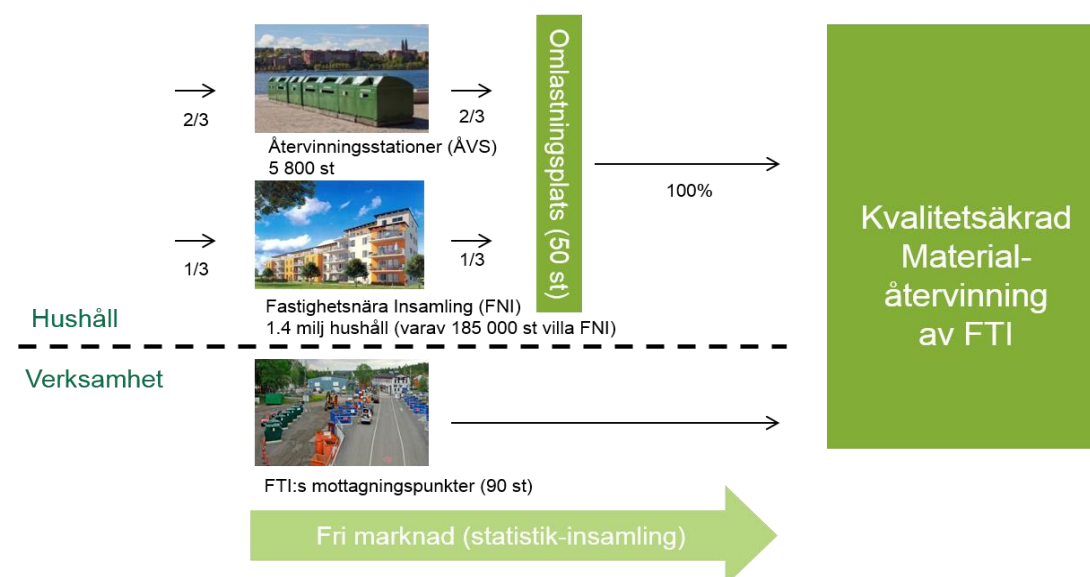 2/3
Återvinningsstationer (ÅVS)
5 800 st
2/3
1/3
Fastighetsnära Insamling (FNI)
1.4 milj hushåll (varav 185 000 st villa FNI)
1/3
Omlastningsplats (50 st)
100%
Kvalitetsäkrad
Material-
återvinning
av FTI
Hushåll
Verksamhet
FTI:s mottagningspunkter (90 st)
Fri marknad (statistik-insamling)